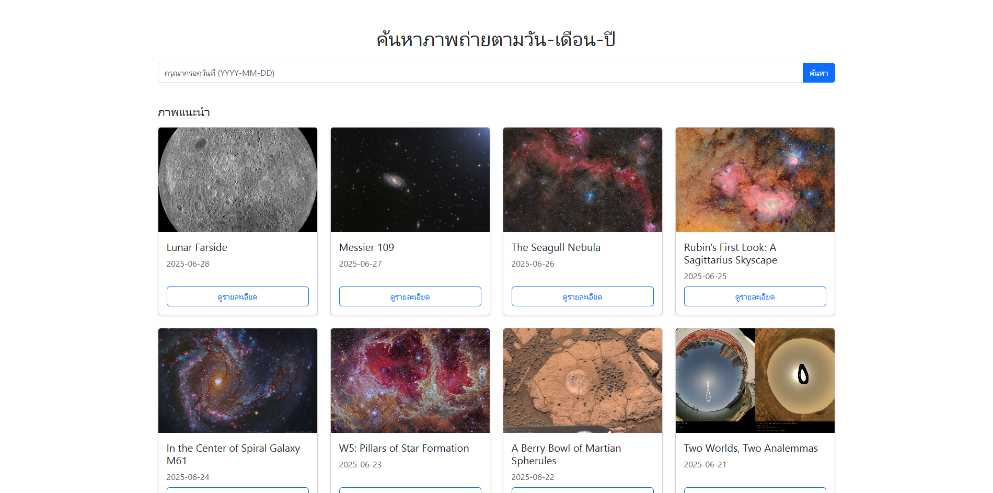 ค้นหาภาพถ่ายตามวัน-เดือน-ปี
กรุณากรอกวันที่ (YYYY-MM-DD)
ค้นหา
ภาพแนะนำ
Lunar Farside
2025-06-28
ดูรายละเอียด
Messier 109
2025-06-27
ดูรายละเอียด
The Seagull Nebula
2025-06-26
ดูรายละเอียด
Rubin's First Look: A
Sagittarius Skyscape
2025-06-25
ดูรายละเอียด
In the Center of Spiral Galaxy
M61
2025-06-24
W5: Pillars of Star Formation
2025-06-23
A Berry Bowl of Martian
Spherules
2025-06-22
Two Worlds, Two Analemmas
2025-06-21